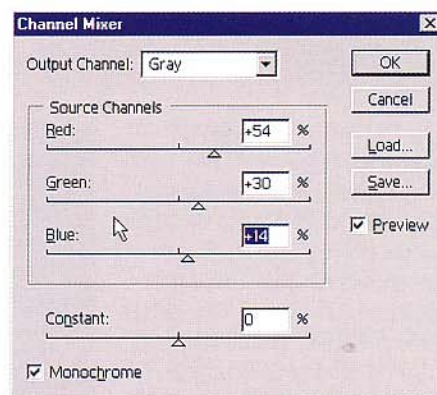 Channel Mixer
Output Channel: Gray
OK
Cancel
Load...
Save...
Preview
Source Channels
Red: +54 %
Green: +30 %
Blue: +14 %
Constant: 0 %
Monochrome